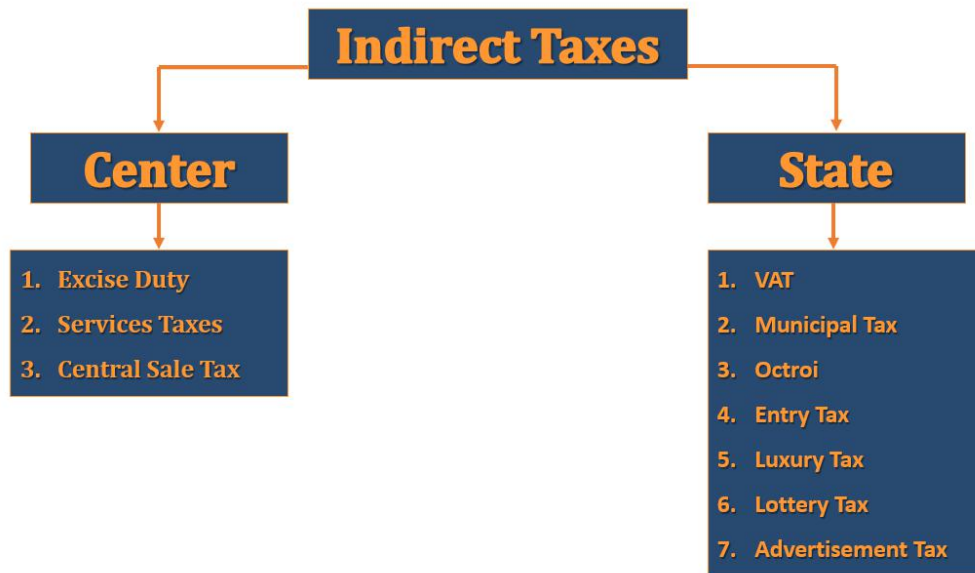 Indirect Taxes
Center
State
1. Excise Duty
2. Services Taxes
3. Central Sale Tax
1. VAT
2. Municipal Tax
3. Octroi
4. Entry Tax
5. Luxury Tax
6. Lottery Tax
7. Advertisement Tax